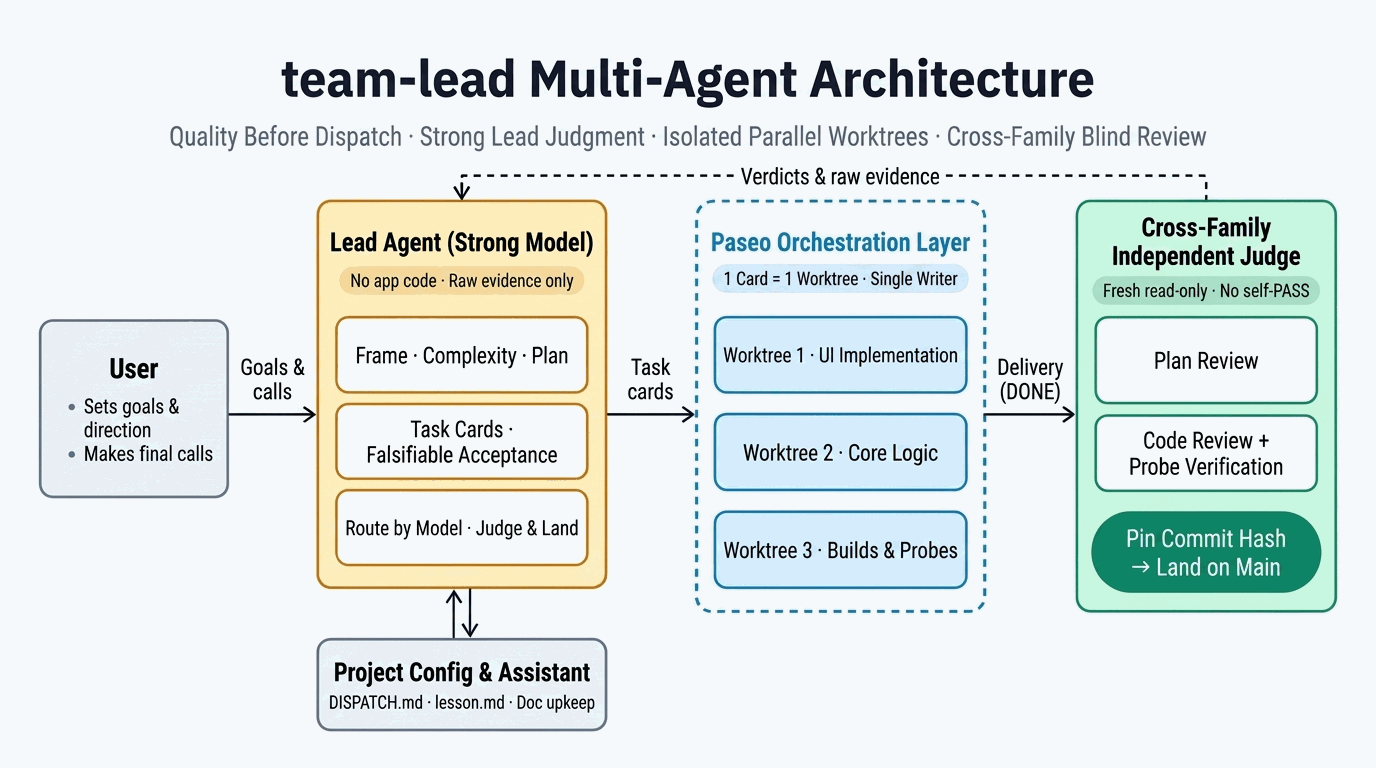 team-lead Multi-Agent Architecture
Quality Before Dispatch · Strong Lead Judgment · Isolated Parallel Worktrees · Cross-Family Blind Review
Verdicts & raw evidence
User
• Sets goals &
direction
• Makes final calls
Goals &
calls
Lead Agent (Strong Model)
No app code · Raw evidence only
Frame · Complexity · Plan
Task Cards ·
Falsifiable Acceptance
Route by Model · Judge & Land
Project Config & Assistant
DISPATCH.md · lesson.md · Doc upkeep
Task
cards
Paseo Orchestration Layer
1 Card = 1 Worktree · Single Writer
Worktree 1 · UI Implementation
Worktree 2 · Core Logic
Worktree 3 · Builds & Probes
Delivery
(DONE)
Cross-Family
Independent Judge
Fresh read-only · No self-PASS
Plan Review
Code Review +
Probe Verification
Pin Commit Hash
→ Land on Main